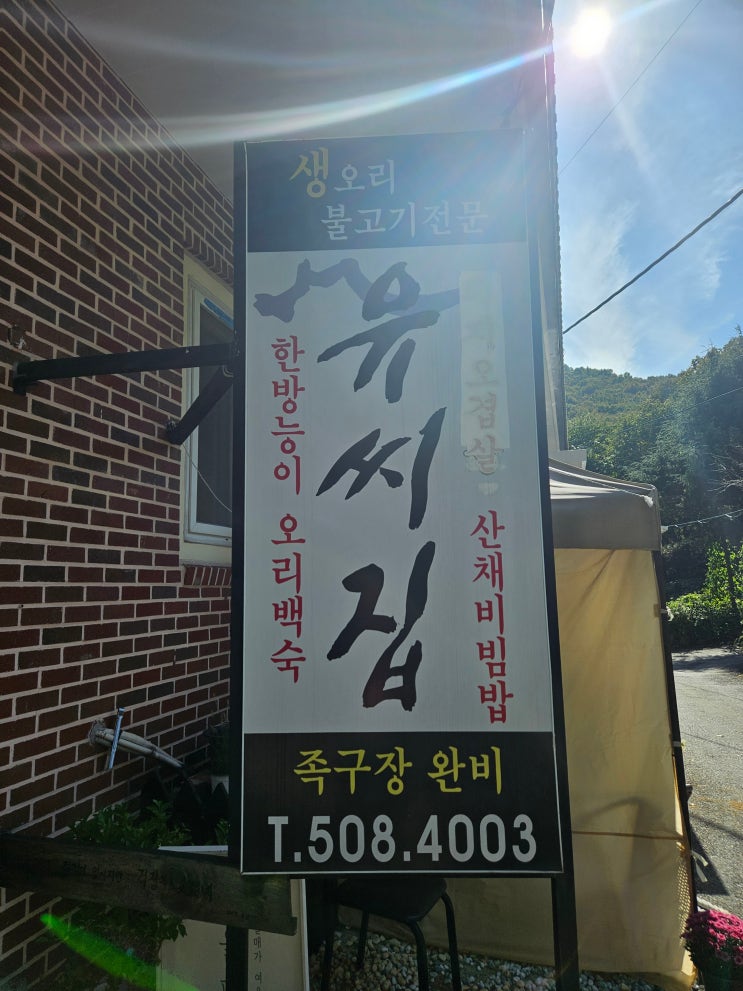 생오리
불고기전문
유씨집
한방능이 오리백숙
오겹살
산채비빔밥
족구장 완비
T.508.4003